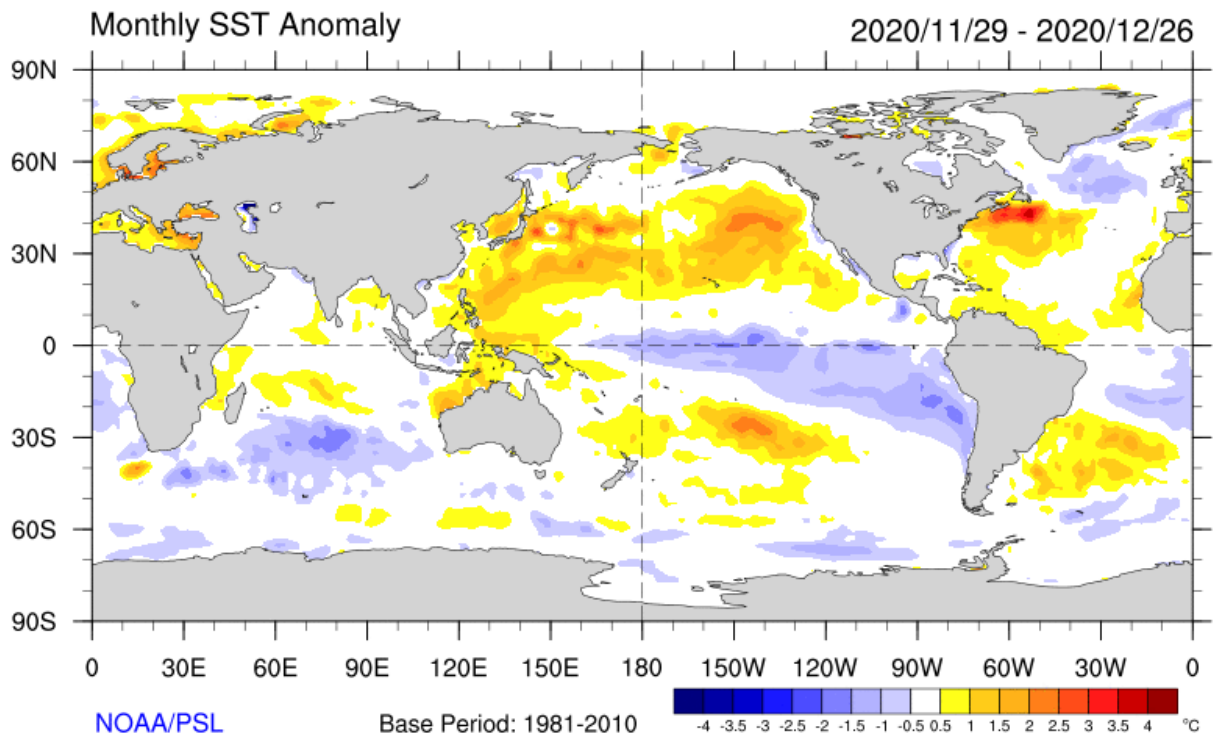 Monthly SST Anomaly 2020/11/29 - 2020/12/26
90N
60N
30N
0
30S
60S
90S
0 30E 60E 90E 120E 150E 180 150W 120W 90W 60W 30W 0
NOAA/PSL Base Period: 1981-2010
-4 -3.5 -3 -2.5 -2 -1.5 -1 -0.5 0.5 1 1.5 2 2.5 3 3.5 4 °C